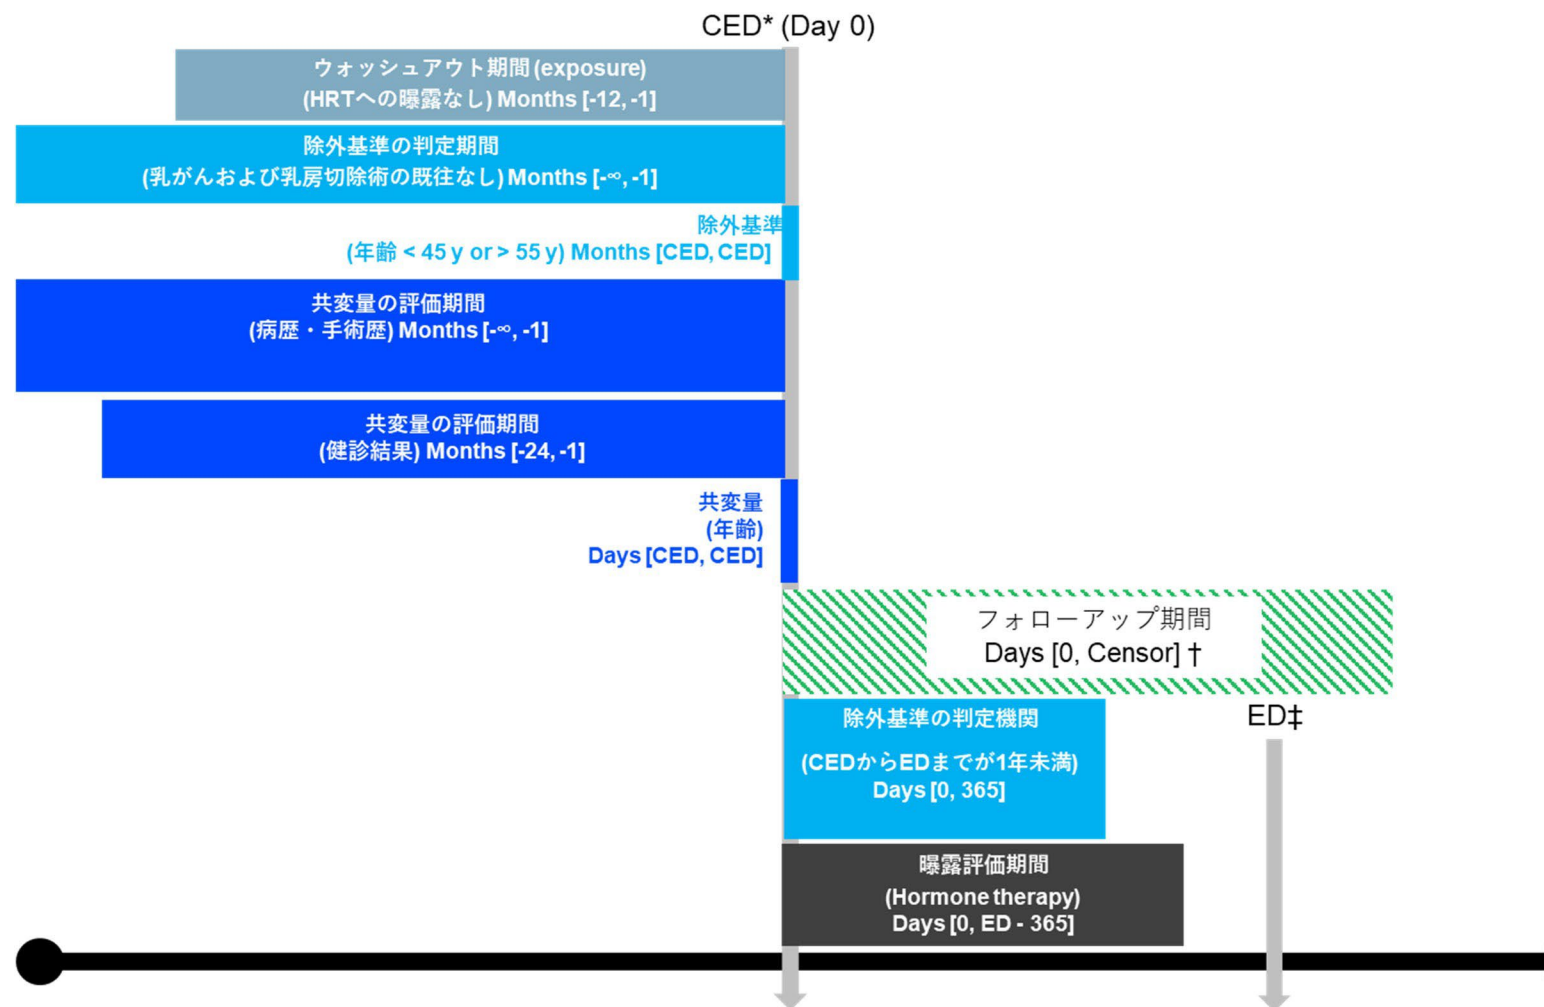 CED* (Day 0)
ウォッシュアウト期間 (exposure)
(HRTへの曝露なし) Months [-12, -1]
除外基準の判定期間
(乳がんおよび乳房切除術の既往なし) Months [-∞, -1]
除外基準
(年齢 < 45 y or > 55 y) Months [CED, CED]
共変量の評価期間
(病歴・手術歴) Months [-∞, -1]
共変量の評価期間
(健診結果) Months [-24, -1]
共変量
(年齢)
Days [CED, CED]
フォローアップ期間
Days [0, Censor] †
除外基準の判定機関
(CEDからEDまでが1年未満)
Days [0, 365]
ED‡
曝露評価期間
(Hormone therapy)
Days [0, ED - 365]